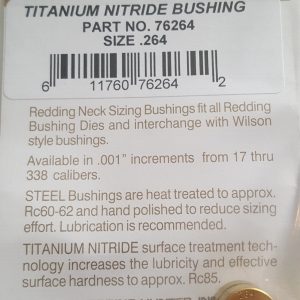 TITANIUM NITRIDE BUSHING
PART NO. 76264
SIZE .264
6 11760 76264 2
Redding Neck Sizing Bushings fit all Redding
Bushing Dies and interchange with Wilson
style bushings.
Available in .001" increments from 17 thru
338 calibers.
STEEL Bushings are heat treated to approx.
Rc60-62 and hand polished to reduce sizing
effort. Lubrication is recommended.
TITANIUM NITRIDE surface treatment tech-
nology increases the lubricity and effective
surface hardness to approx. Rc85.